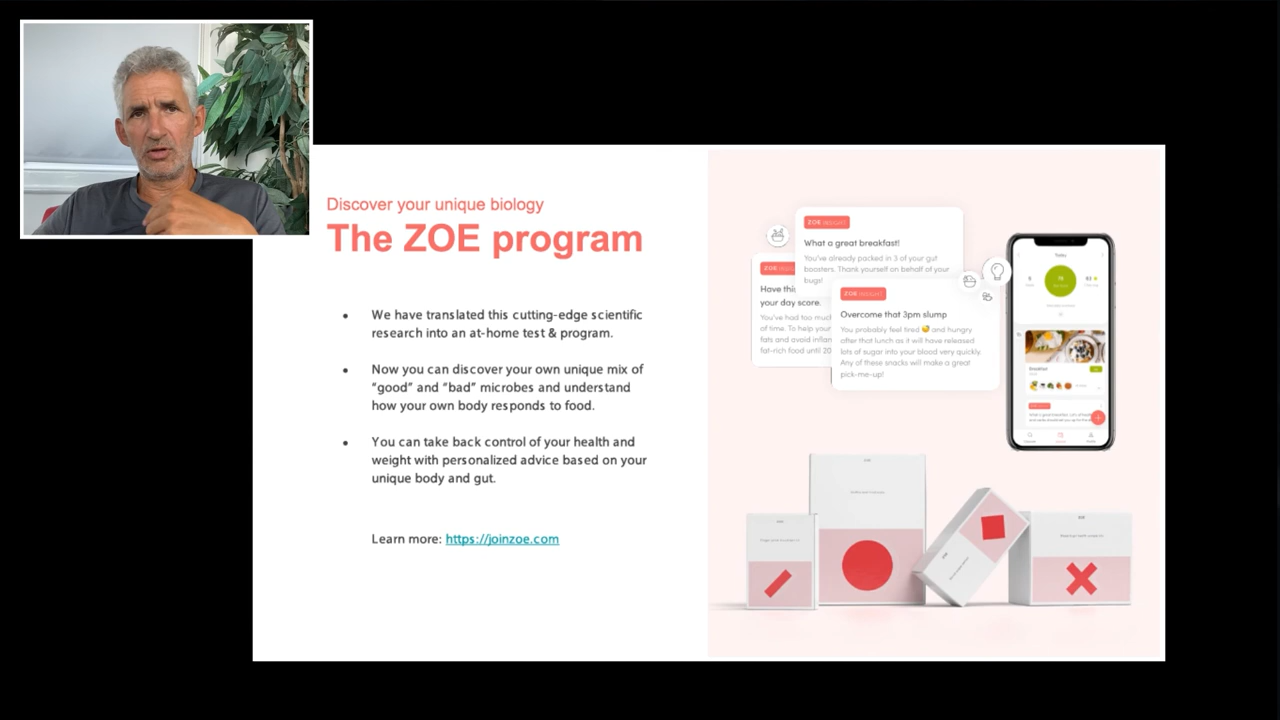 Discover your unique biology
The ZOE program
• We have translated this cutting-edge scientific
research into an at-home test & program.
• Now you can discover your own unique mix of
“good” and “bad” microbes and understand
how your own body responds to food.
• You can take back control of your health and
weight with personalized advice based on your
unique body and gut.
Learn more: https://joinzoe.com
ZOE INSIGHT
What a great breakfast!
You've already packed in 3 of your gut
boosters. Thank yourself on behalf of your
bugs!
ZOE
Have this
your day score.
You've had too much
of time. To help your
fats and avoid inflam
fat-rich food until 20
ZOE INSIGHT
Overcome that 3pm slump
You probably feel tired 😅 and hungry
after that lunch as it will have released
lots of sugar into your blood very quickly.
Any of these snacks will make a great
pick-me-up!
Today
Breakfast
ZOE
ZOE